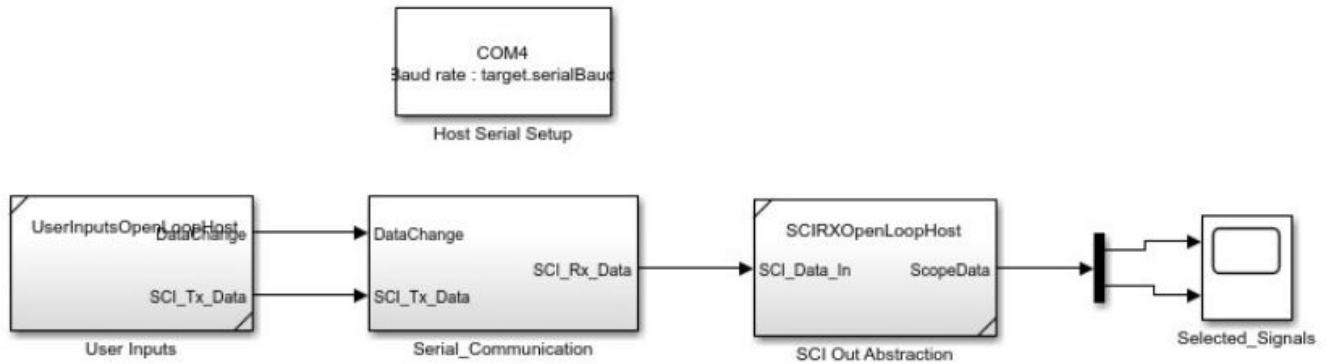 COM4
Baud rate : target.serialBaud
Host Serial Setup
UserInputsOpenLoopHost
DataChange
SCI_Tx_Data
User Inputs
DataChange
SCI_Tx_Data
SCI_Rx_Data
Serial_Communication
SCIRXOpenLoopHost
SCI_Data_In
ScopeData
SCI Out Abstraction
Selected_Signals